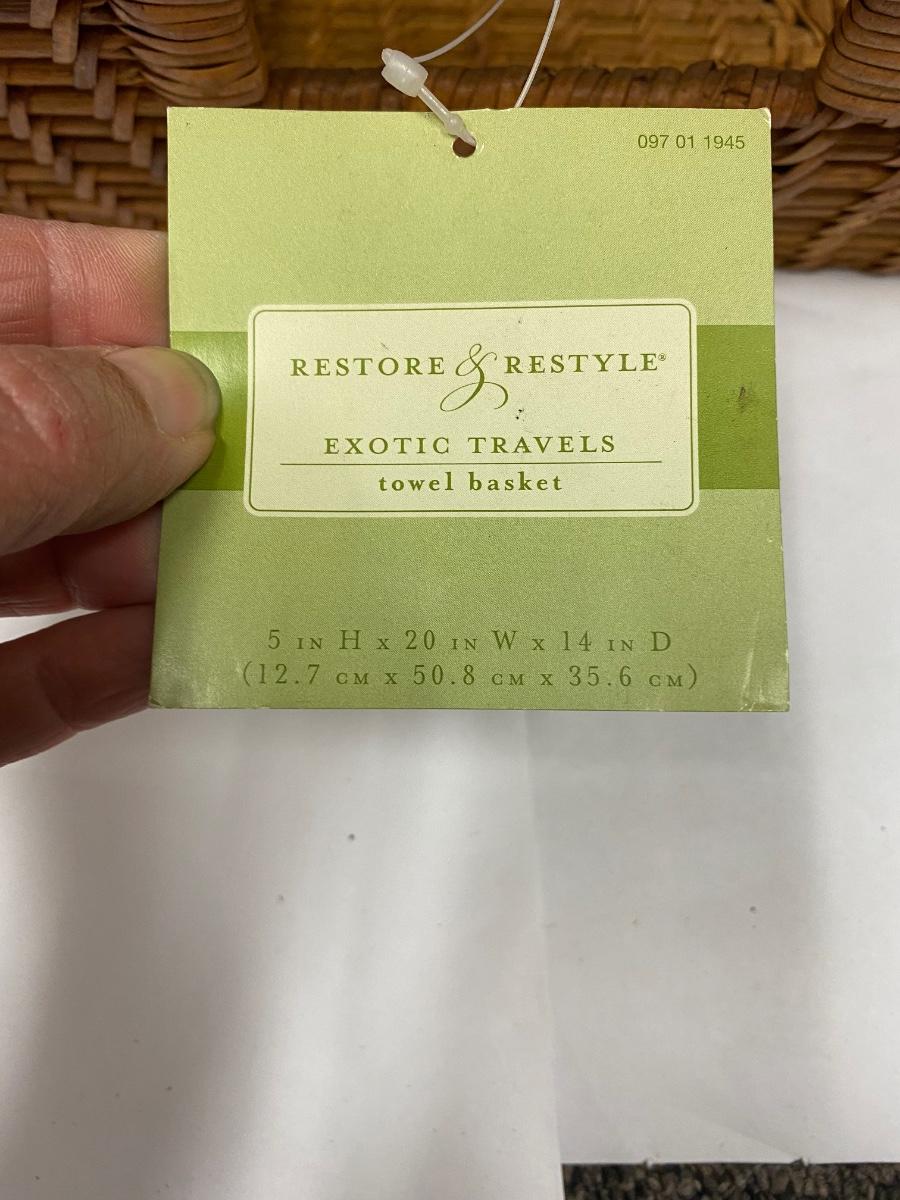 097 01 1945
RESTORE & RESTYLE®
EXOTIC TRAVELS
towel basket
5 IN H x 20 IN W x 14 IN D
(12.7 CM x 50.8 CM x 35.6 CM)